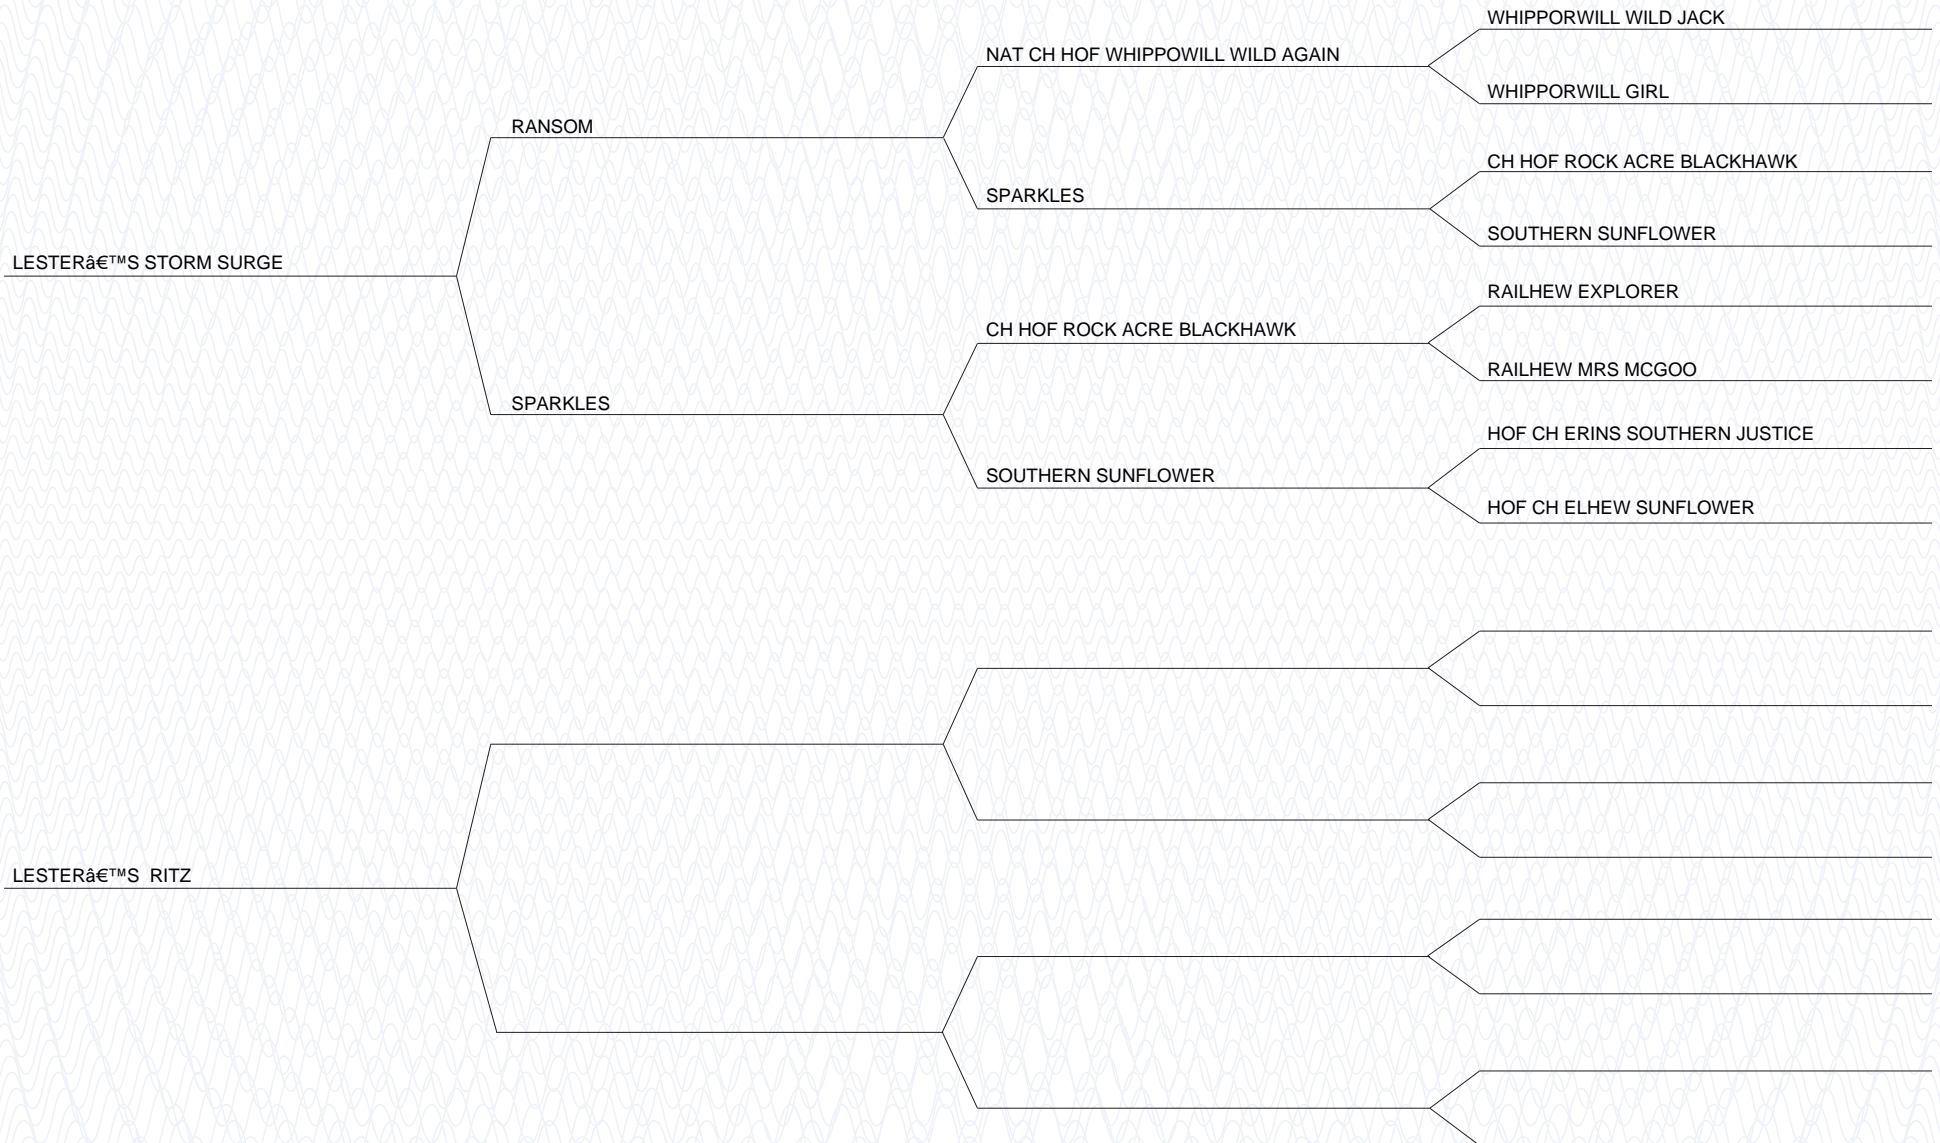 WHIPPORWILL WILD JACK
NAT CH HOF WHIPPOWILL WILD AGAIN
WHIPPORWILL GIRL
RANSOM
CH HOF ROCK ACRE BLACKHAWK
SPARKLES
SOUTHERN SUNFLOWER
LESTERâ€™S STORM SURGE
RAILHEW EXPLORER
CH HOF ROCK ACRE BLACKHAWK
RAILHEW MRS MCGOO
SPARKLES
HOF CH ERINS SOUTHERN JUSTICE
SOUTHERN SUNFLOWER
HOF CH ELHEW SUNFLOWER
LESTERâ€™S  RITZ